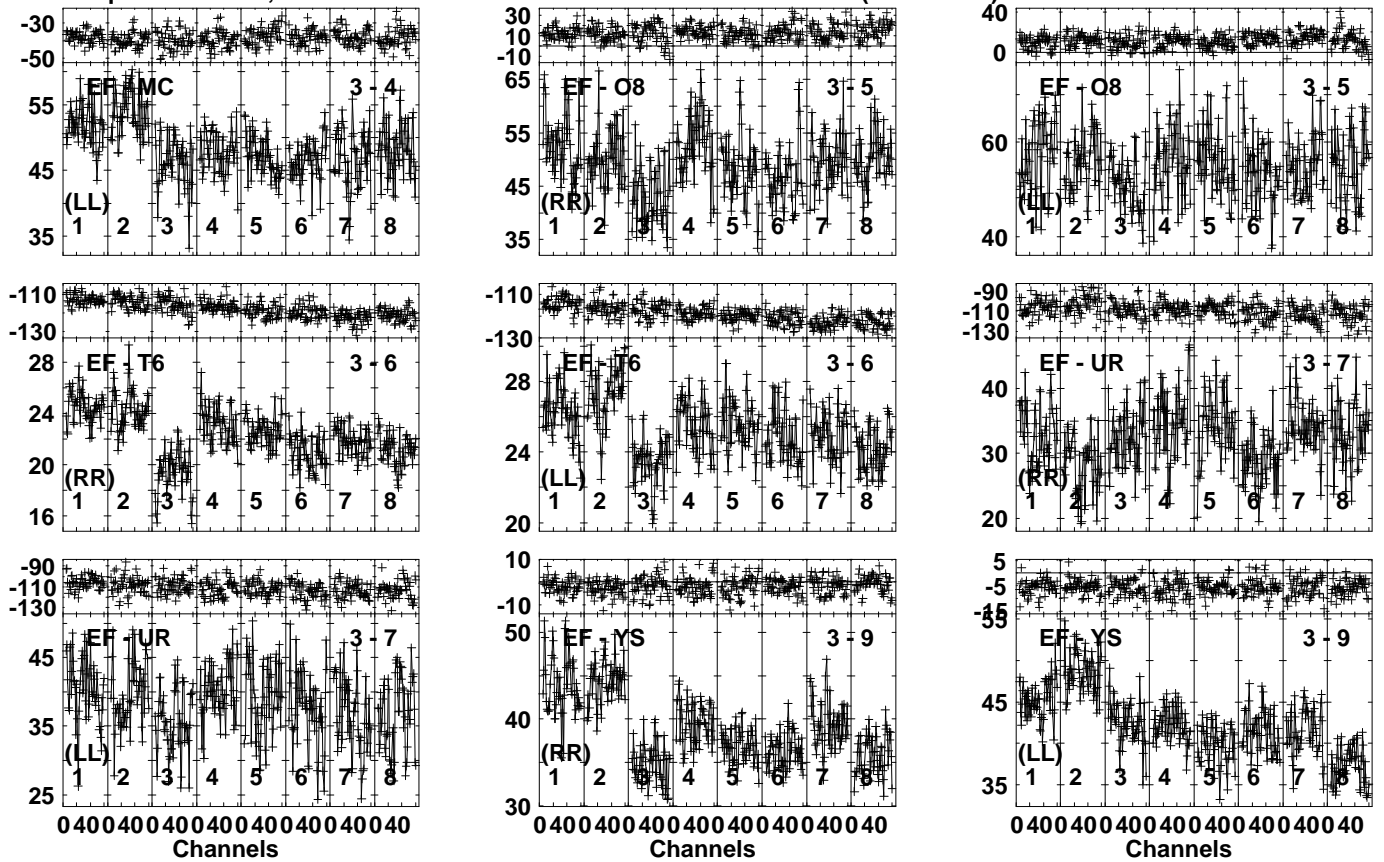 -30
-50
EF - MC 3 - 4
55
45
35
(LL)
1 2 3 4 5 6 7 8
30
10
-10
EF - O8 3 - 5
65
55
45
35
(RR)
1 2 3 4 5 6 7 8
40
0
EF - O8 3 - 5
60
40
(LL)
1 2 3 4 5 6 7 8
-110
-130
EF - T6 3 - 6
28
24
20
16
(RR)
1 2 3 4 5 6 7 8
-110
-130
EF - T6 3 - 6
28
24
20
(LL)
1 2 3 4 5 6 7 8
-90
-110
-130
EF - UR 3 - 7
40
30
20
(RR)
1 2 3 4 5 6 7 8
-90
-110
-130
EF - UR 3 - 7
45
35
25
(LL)
1 2 3 4 5 6 7 8
0 40 0 40 0 40 0 40 0 40 0 40 0 40 0 40
Channels
10
-10
EF - YS 3 - 9
50
40
30
(RR)
1 2 3 4 5 6 7 8
0 40 0 40 0 40 0 40 0 40 0 40 0 40 0 40
Channels
5
-5
-15
EF - YS 3 - 9
55
45
35
(LL)
1 2 3 4 5 6 7 8
0 40 0 40 0 40 0 40 0 40 0 40 0 40 0 40
Channels